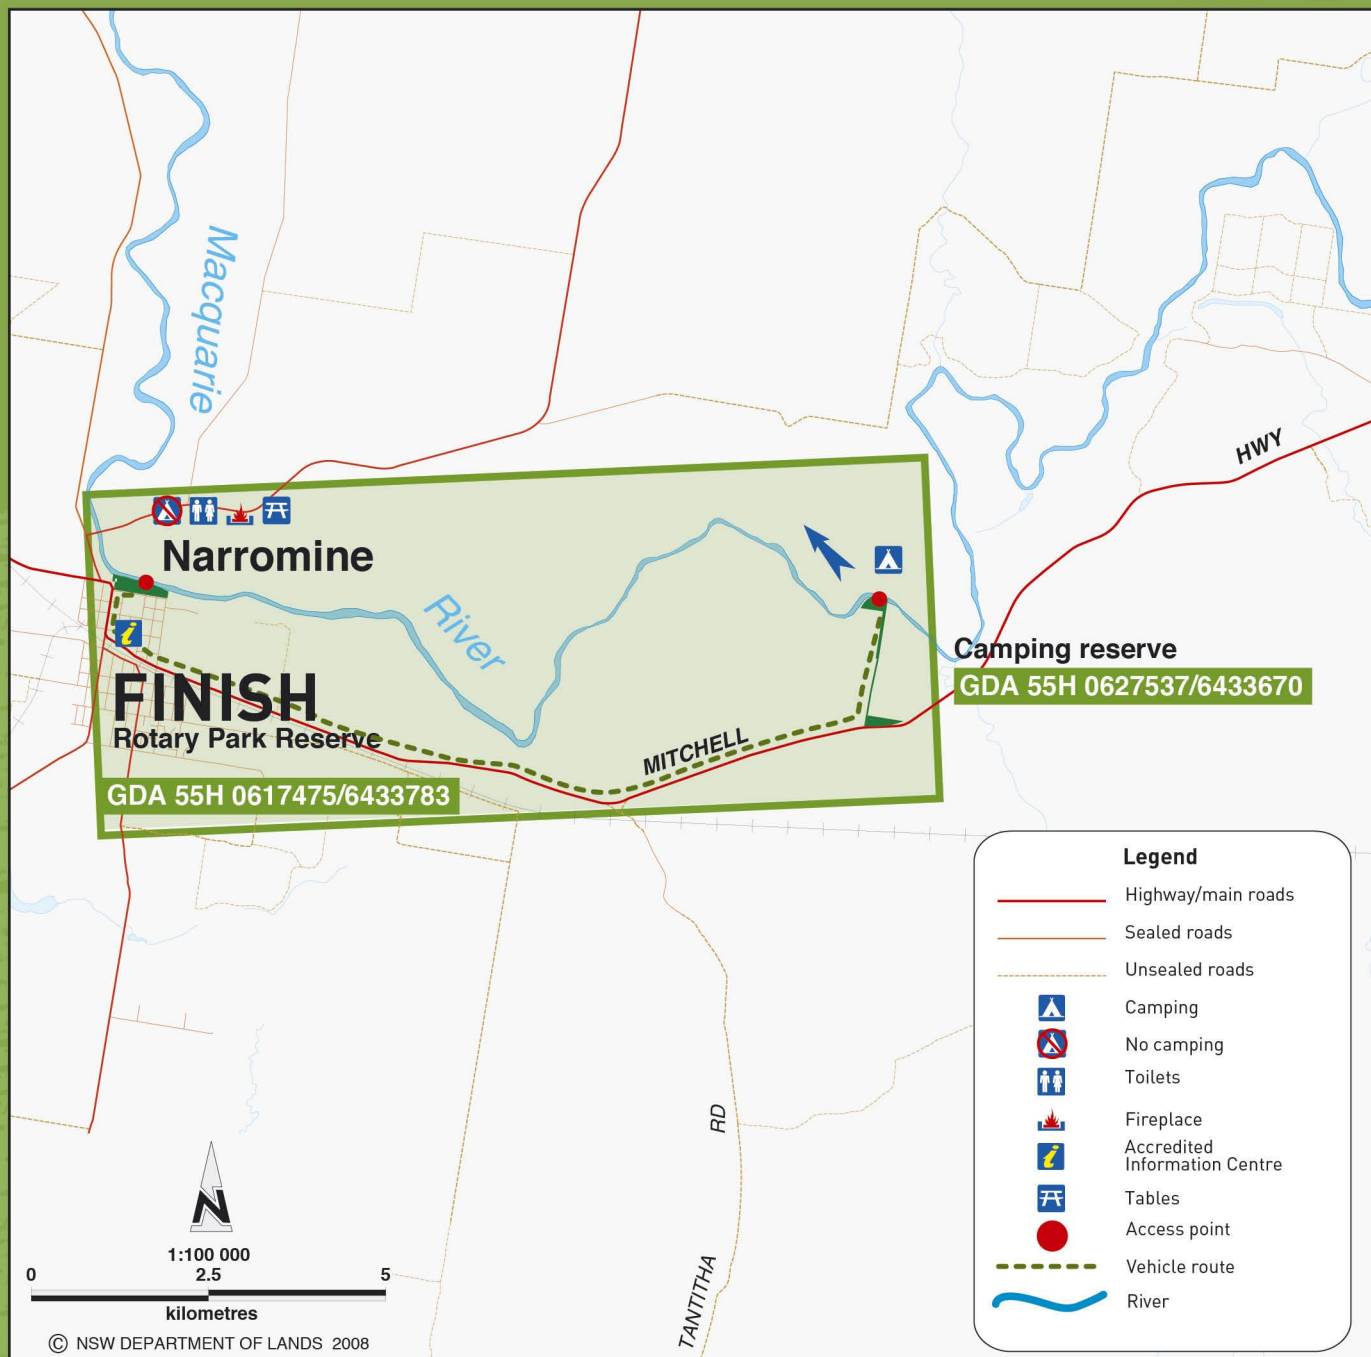 Macquarie
HWY
Narromine
River
Camping reserve
GDA 55H 0627537/6433670
i
FINISH
Rotary Park Reserve
MITCHELL
GDA 55H 0617475/6433783
RD
TANTITHA
N
1:100 000
0 2.5 5
kilometres
© NSW DEPARTMENT OF LANDS 2008
Legend
Highway/main roads
Sealed roads
Unsealed roads
Camping
No camping
Toilets
Fireplace
i
Accredited
Information Centre
Tables
Access point
Vehicle route
River